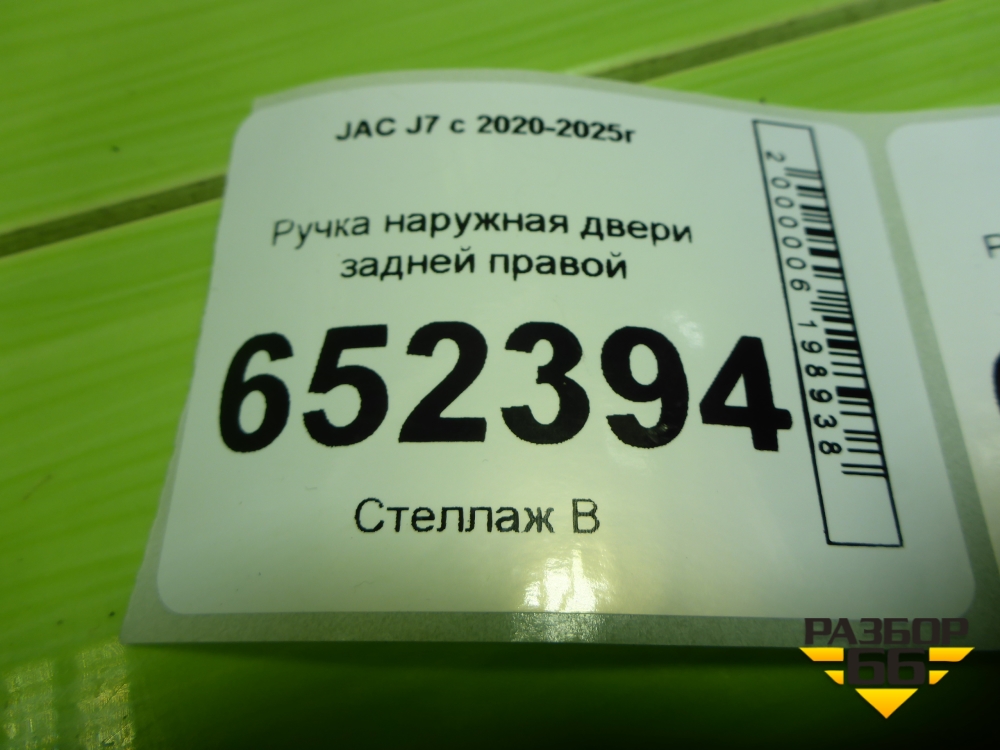 JAC J7 с 2020-2025г
Ручка наружная двери
задней правой
652394
Стеллаж В
2000006198938
РАЗБОР
66